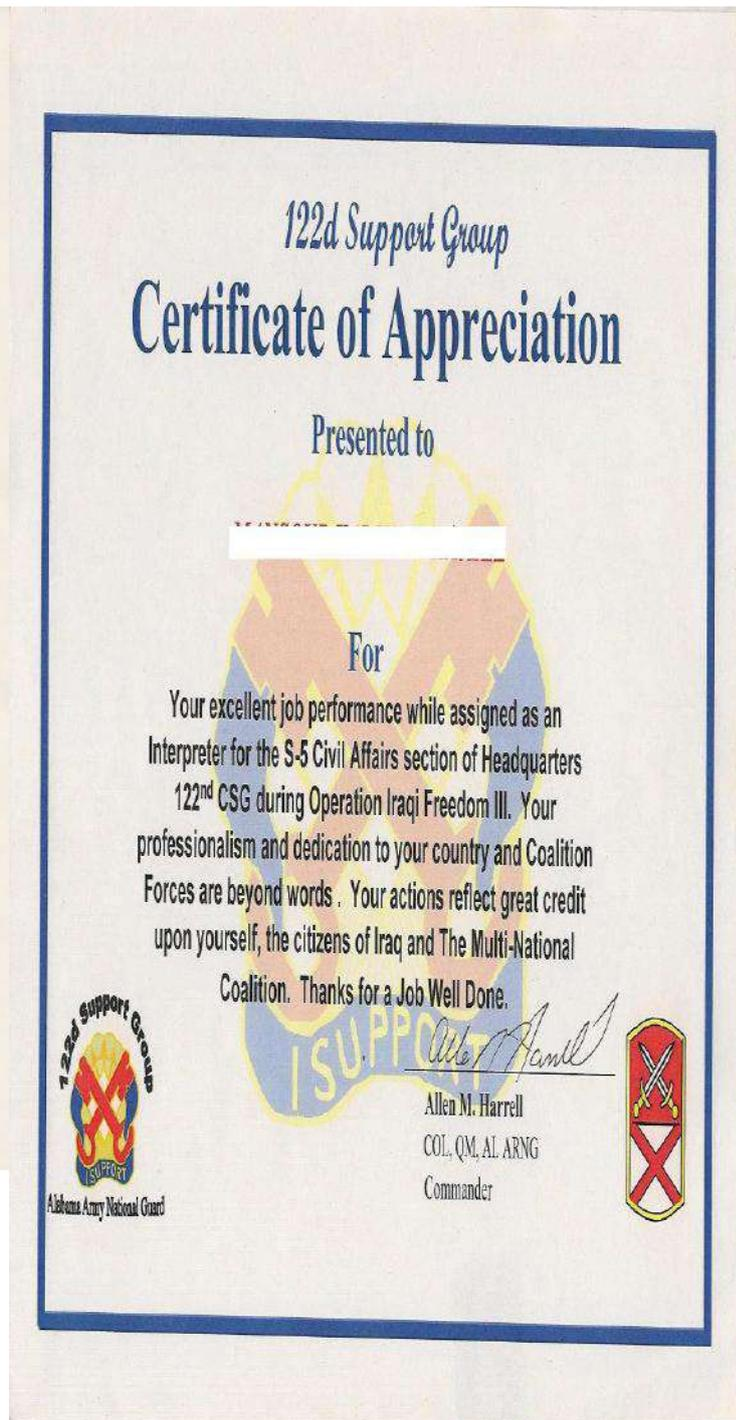 122d Support Group
Certificate of Appreciation
Presented to
For
Your excellent job performance while assigned as an
Interpreter for the S-5 Civil Affairs section of Headquarters
122nd CSG during Operation Iraqi Freedom III. Your
professionalism and dedication to your country and Coalition
Forces are beyond words . Your actions reflect great credit
upon yourself, the citizens of Iraq and The Multi-National
Coalition. Thanks for a Job Well Done.
I SUPPORT
Allen M. Harrell
COL, QM, AL ARNG
Commander
122d Support Group
I SUPPORT
Alabama Army National Guard